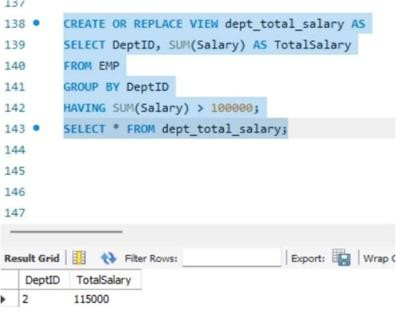 137
138 CREATE OR REPLACE VIEW dept_total_salary AS
139 SELECT DeptID, SUM(Salary) AS TotalSalary
140 FROM EMP
141 GROUP BY DeptID
142 HAVING SUM(Salary) > 100000;
143 SELECT * FROM dept_total_salary;
144
145
146
147
Result Grid Filter Rows: Export: Wrap C
DeptID TotalSalary
2 115000